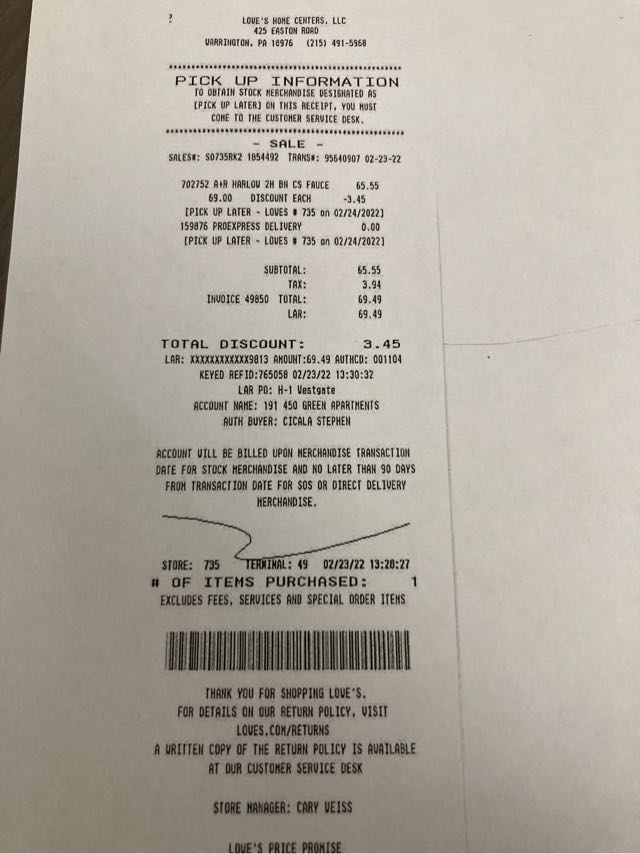 ?
LOWE'S HOME CENTERS, LLC
425 EASTON ROAD
WARRINGTON, PA 18976 (215) 491-5968
PICK UP INFORMATION
TO OBTAIN STOCK MERCHANDISE DESIGNATED AS
[PICK UP LATER] ON THIS RECEIPT, YOU MUST
COME TO THE CUSTOMER SERVICE DESK.
- SALE -
SALES#: S0735RK2 1854492 TRANS#: 95640907 02-23-22
702752 A+R HARLOW 2H BN CS FAUCE 65.55
69.00 DISCOUNT EACH -3.45
[PICK UP LATER - LOWES # 735 on 02/24/2022]
159876 PROEXPRESS DELIVERY 0.00
[PICK UP LATER - LOWES # 735 on 02/24/2022]
SUBTOTAL: 65.55
TAX: 3.94
INVOICE 49850 TOTAL: 69.49
LAR: 69.49
TOTAL DISCOUNT: 3.45
LAR: XXXXXXXXXXXX9813 AMOUNT:69.49 AUTHCD: 001104
KEYED REFID:765058 02/23/22 13:30:32
LAR PO: H-1 Westgate
ACCOUNT NAME: 191 450 GREEN APARTMENTS
AUTH BUYER: CICALA STEPHEN
ACCOUNT WILL BE BILLED UPON MERCHANDISE TRANSACTION
DATE FOR STOCK MERCHANDISE AND NO LATER THAN 90 DAYS
FROM TRANSACTION DATE FOR SOS OR DIRECT DELIVERY
MERCHANDISE.
STORE: 735 TERMINAL: 49 02/23/22 13:28:27
# OF ITEMS PURCHASED: 1
EXCLUDES FEES, SERVICES AND SPECIAL ORDER ITEMS
THANK YOU FOR SHOPPING LOWE'S.
FOR DETAILS ON OUR RETURN POLICY, VISIT
LOWES.COM/RETURNS
A WRITTEN COPY OF THE RETURN POLICY IS AVAILABLE
AT OUR CUSTOMER SERVICE DESK
STORE MANAGER: CARY WEISS
LOWE'S PRICE PROMISE